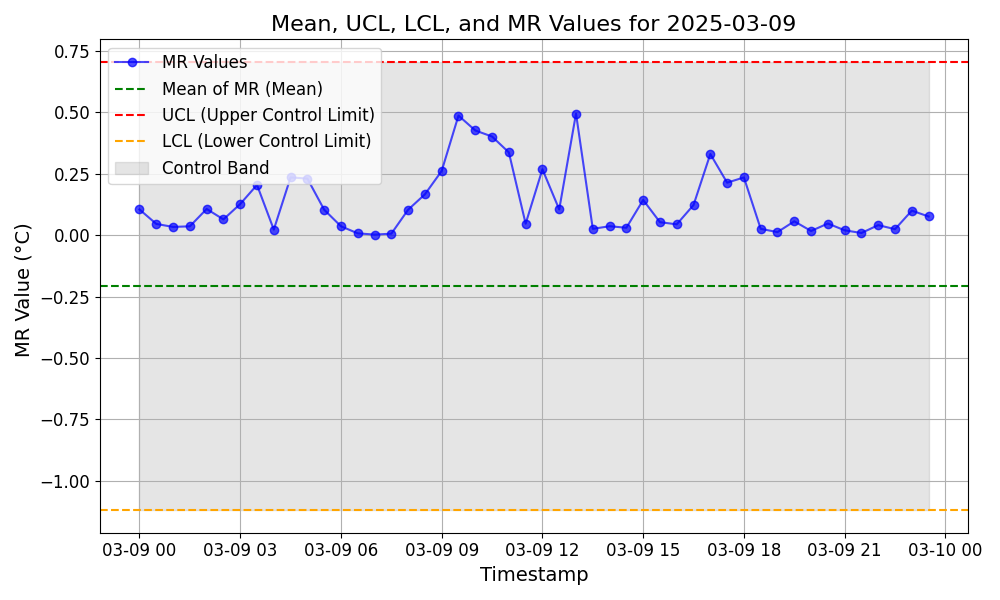 Mean, UCL, LCL, and MR Values for 2025-03-09
MR Values
Mean of MR (Mean)
UCL (Upper Control Limit)
LCL (Lower Control Limit)
Control Band
MR Value (°C)
0.75
0.50
0.25
0.00
−0.25
−0.50
−0.75
−1.00
03-09 00 03-09 03 03-09 06 03-09 09 03-09 12 03-09 15 03-09 18 03-09 21 03-10 00
Timestamp